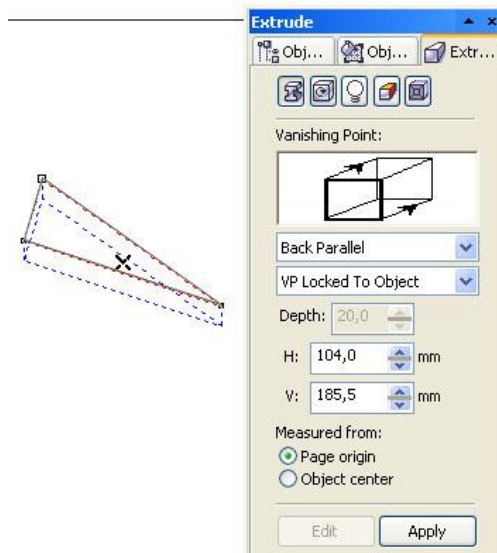 Extrude
Obj... Obj... Extr...
Vanishing Point:
Back Parallel
VP Locked To Object
Depth: 20,0
H: 104,0 mm
V: 185,5 mm
Measured from:
Page origin
Object center
Edit Apply